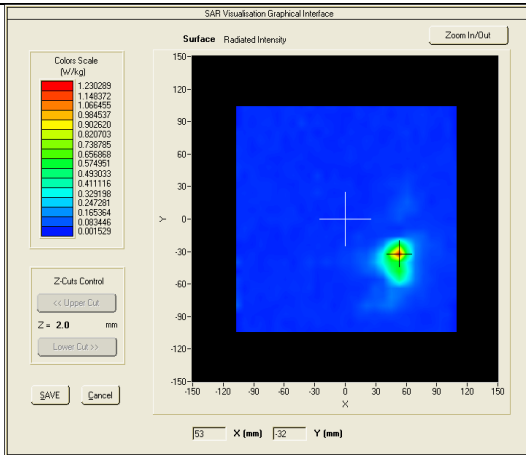 SAR Visualisation Graphical Interface
Surface Radiated Intensity
Zoom In/Out
Colors Scale
(W/kg)
1.230289
1.148372
1.066455
0.984537
0.902620
0.820703
0.738785
0.656868
0.574951
0.493033
0.411116
0.329198
0.247281
0.165364
0.083446
0.001529
Z-Cuts Control
<< Upper Cut
Z = 2.0 mm
Lower Cut >>
SAVE Cancel
150
120
90
60
30
0
-30
-60
-90
-120
-150
Y
-150 -120 -90 -60 -30 0 30 60 90 120 150
X
53 X (mm) -32 Y (mm)